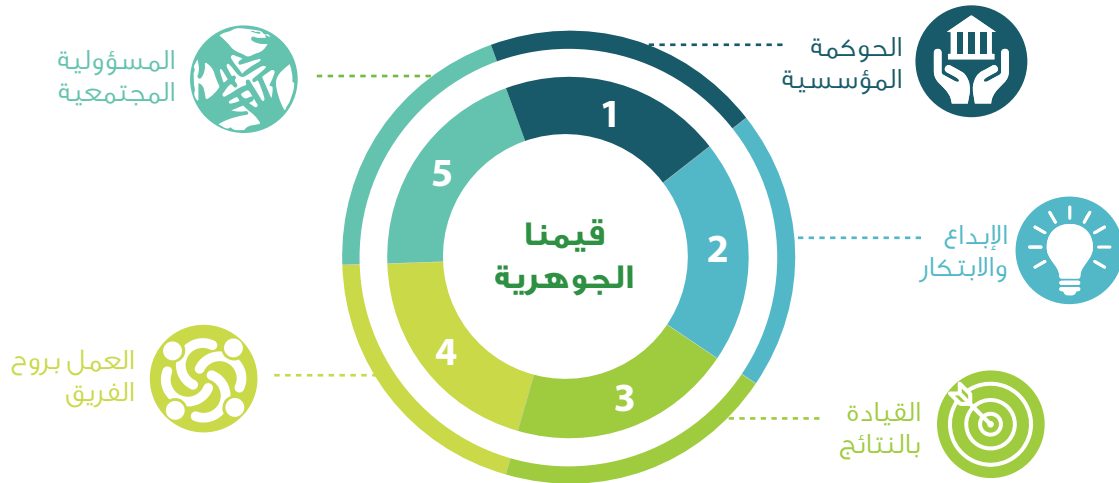 قيمنا
الجوهرية
1
الحوكمة
المؤسسية
2
الإبداع
والابتكار
3
القيادة
بالنتائج
4
العمل بروح
الفريق
5
المسؤولية
المجتمعية